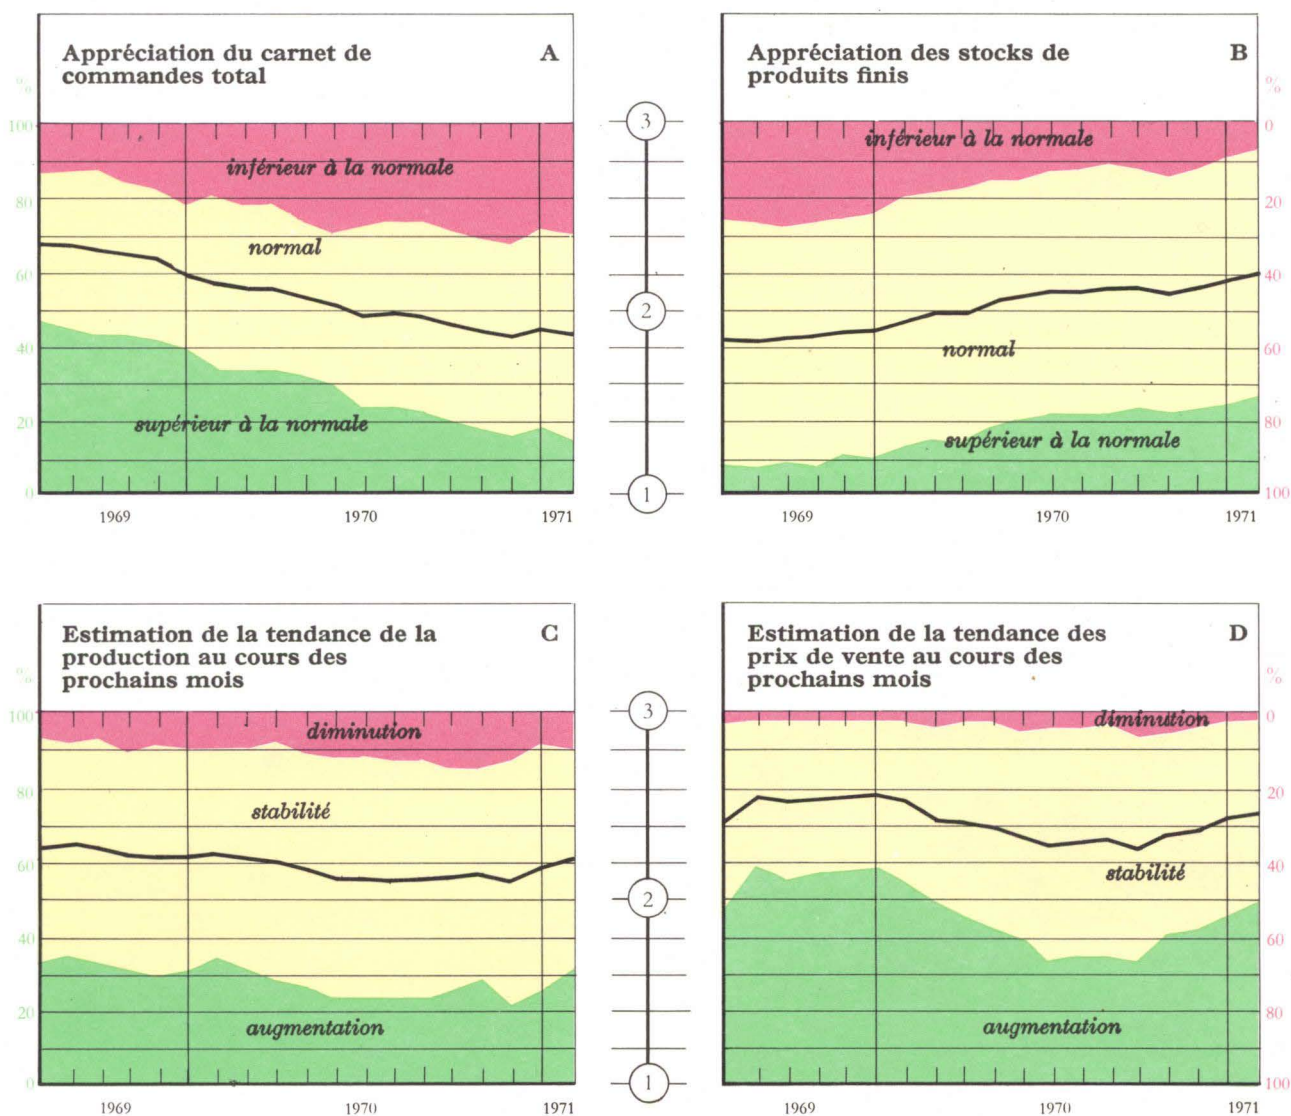 Appréciation du carnet de
commandes total
A
%
100
80
60
40
20
0
inférieur à la normale
normal
supérieur à la normale
1969
1970
1971
3
2
1
Appréciation des stocks de
produits finis
B
%
0
20
40
60
80
100
inférieur à la normale
normal
supérieur à la normale
1969
1970
1971
Estimation de la tendance de la
production au cours des
prochains mois
C
%
100
80
60
40
20
0
diminution
stabilité
augmentation
1969
1970
1971
3
2
1
Estimation de la tendance des
prix de vente au cours des
prochains mois
D
%
0
20
40
60
80
100
diminution
stabilité
augmentation
1969
1970
1971